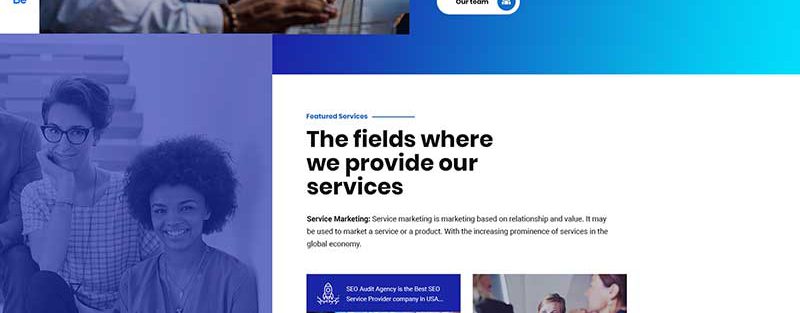 Be
Our team
Featured Services
The fields where
we provide our
services
Service Marketing: Service marketing is marketing based on relationship and value. It may
be used to market a service or a product. With the increasing prominence of services in the
global economy.
SEO Audit Agency is the Best SEO
Service Provider company in USA...